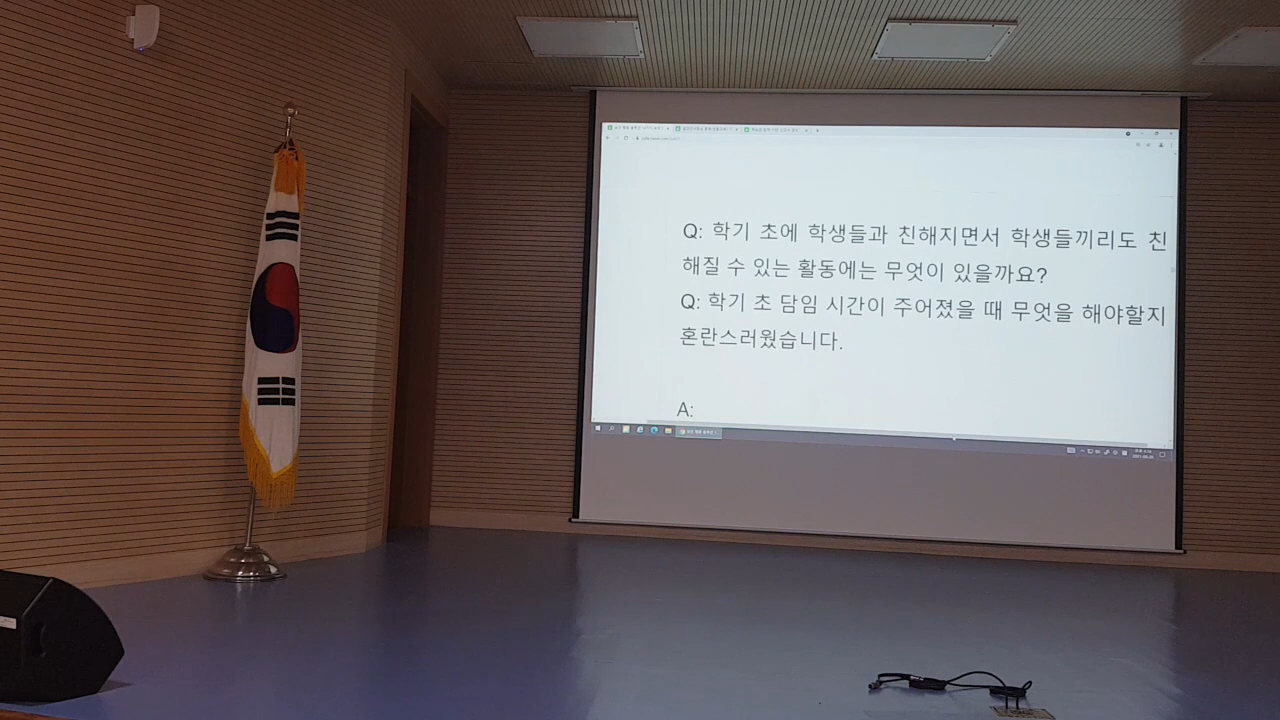 Q: 학기 초에 학생들과 친해지면서 학생들끼리도 친
해질 수 있는 활동에는 무엇이 있을까요?
Q: 학기 초 담임 시간이 주어졌을 때 무엇을 해야할지
혼란스러웠습니다.
A: